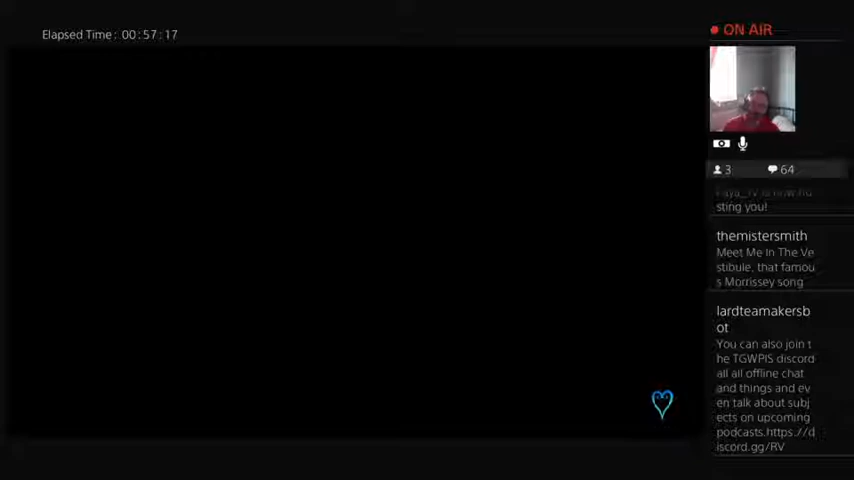 Elapsed Time: 00:57:17
ON AIR
3
64
sting you!
themistersmith
Meet Me In The Ve
stibule, that famou
s Morrissey song
lardteamakersb
ot
You can also join t
he TGWPIS discord
all all offline chat
and things and ev
en talk about subj
ects on upcoming
podcasts.https://d
iscord.gg/RV